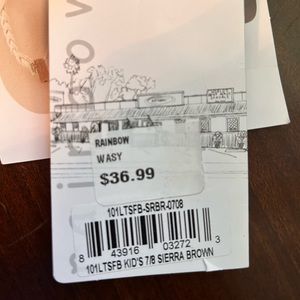 RAINBOW
WASY
$36.99
101LTSFB-SRBR-0708
8 43916 03272 3
101LTSFB KID'S 7/8 SIERRA BROWN